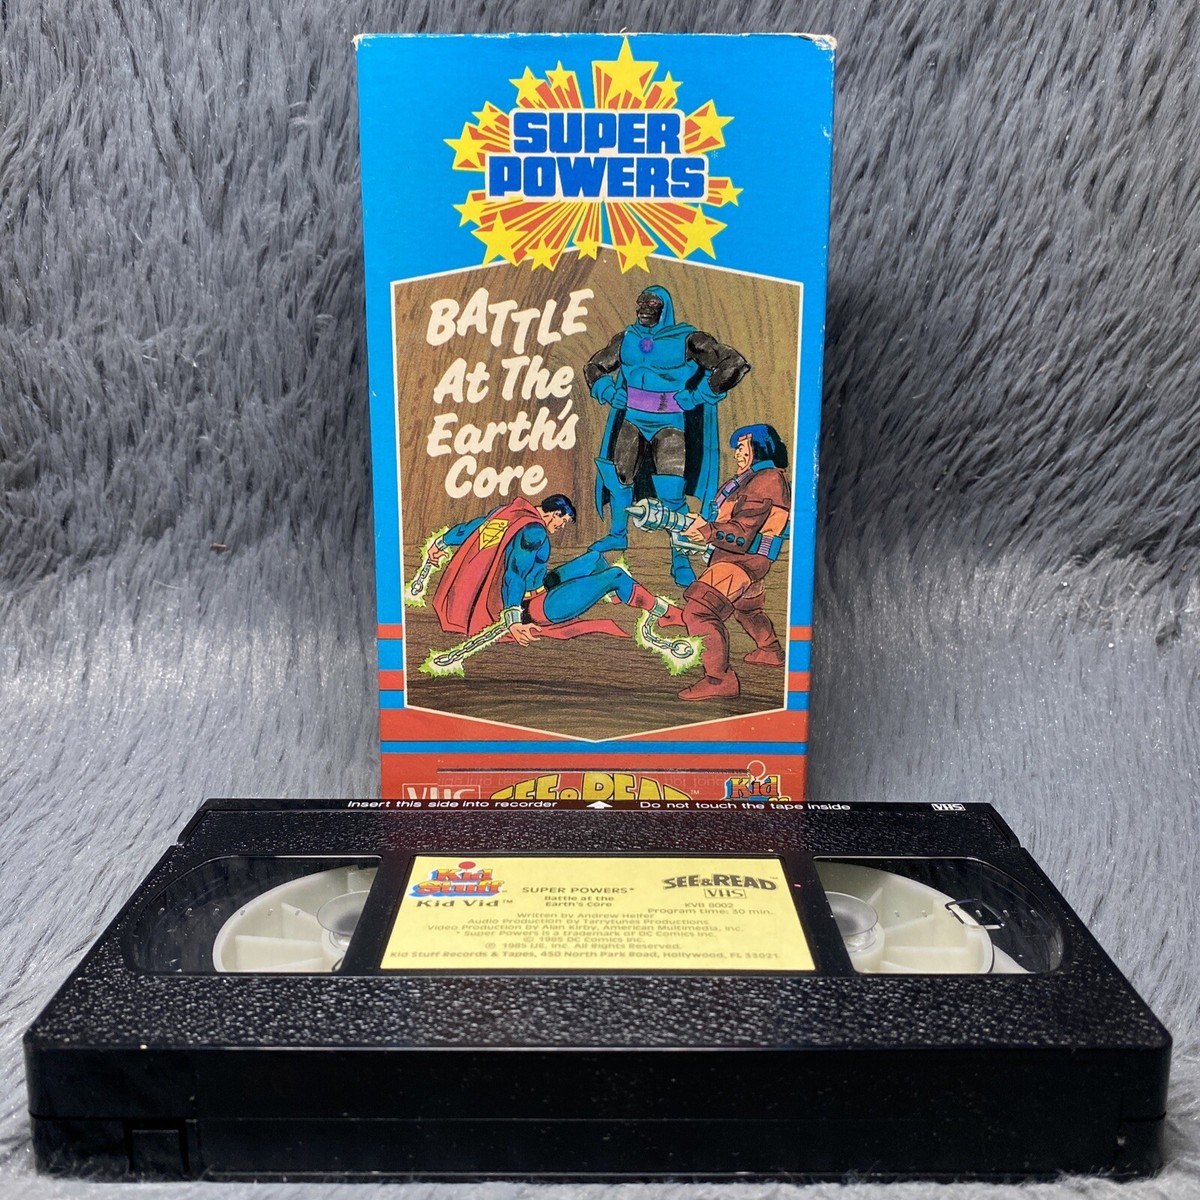 SUPER
POWERS*
BATTLE
At The
Earth's
Core
VHS SEE & READ™ Kid
Insert this side into recorder Do not touch the tape inside VHS
Kid
Stuff™
Kid Vid™
SUPER POWERS*
Battle at the
Earth's Core
SEE&READ™
VHS
KVB 8002
Program time: 30 min.
Written by Andrew Helfer
Audio Production by Tarrytunes Productions
Video Production by Alan Kirby, American Multimedia, Inc.
* Super Powers is a trademark of DC Comics Inc.
© 1985 DC Comics Inc.
℗ 1985 IJE, Inc. All Rights Reserved.
Kid Stuff Records & Tapes, 450 North Park Road, Hollywood, FL 33021